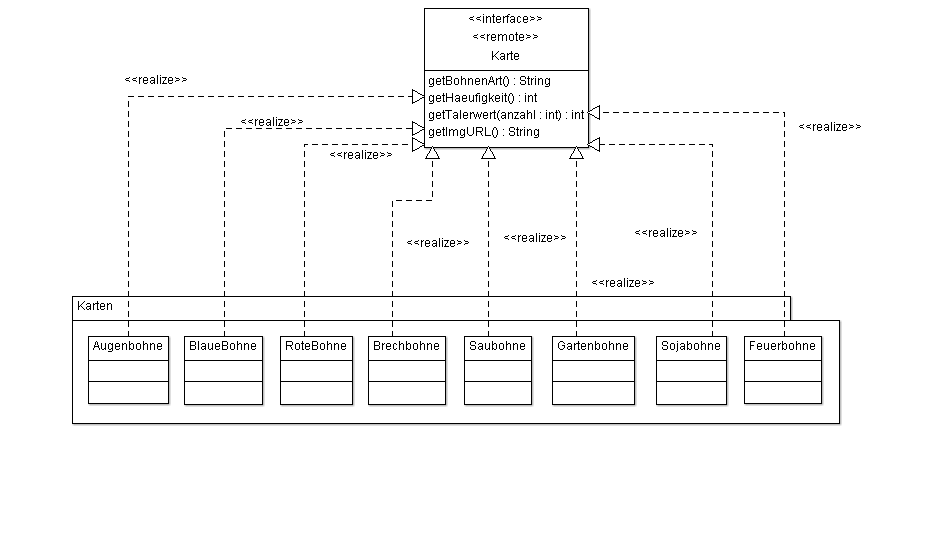 <<interface>>
<<remote>>
Karte
getBohnenArt() : String
getHaeufigkeit() : int
getTalerwert(anzahl : int) : int
getImgURL() : String
<<realize>>
<<realize>>
<<realize>>
<<realize>>
<<realize>>
<<realize>>
<<realize>>
<<realize>>
Karten
Augenbohne
BlaueBohne
RoteBohne
Brechbohne
Saubohne
Gartenbohne
Sojabohne
Feuerbohne